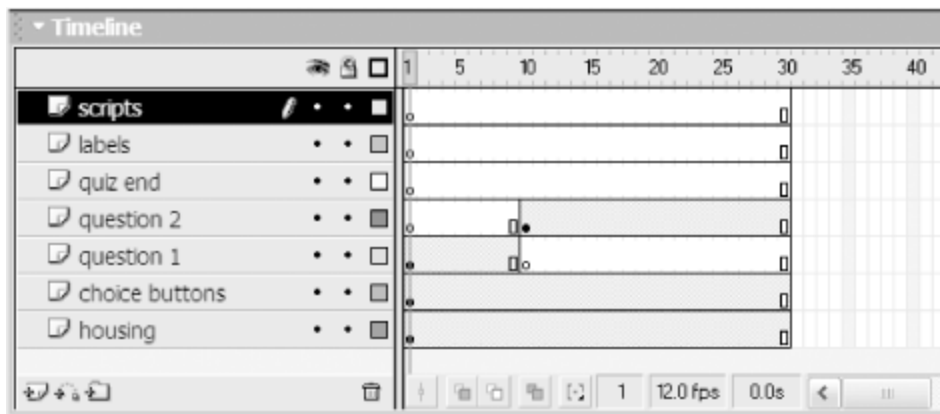 Timeline
1 5 10 15 20 25 30 35 40
scripts
labels
quiz end
question 2
question 1
choice buttons
housing
1 12.0 fps 0.0s